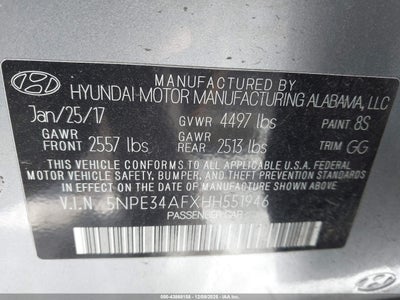 MANUFACTURED BY
HYUNDAI MOTOR MANUFACTURING ALABAMA, LLC
Jan/25/17 GVWR 4497 lbs PAINT 8S
GAWR FRONT 2557 lbs GAWR REAR 2513 lbs TRIM GG
THIS VEHICLE CONFORMS TO ALL APPLICABLE U.S. FEDERAL
MOTOR VEHICLE SAFETY, BUMPER, AND THEFT PREVENTION
STANDARDS IN EFFECT ON THE DATE OF MANUFACTURE SHOWN ABOVE.
V.I.N 5NPE34AFXHH551946
PASSENGER CAR